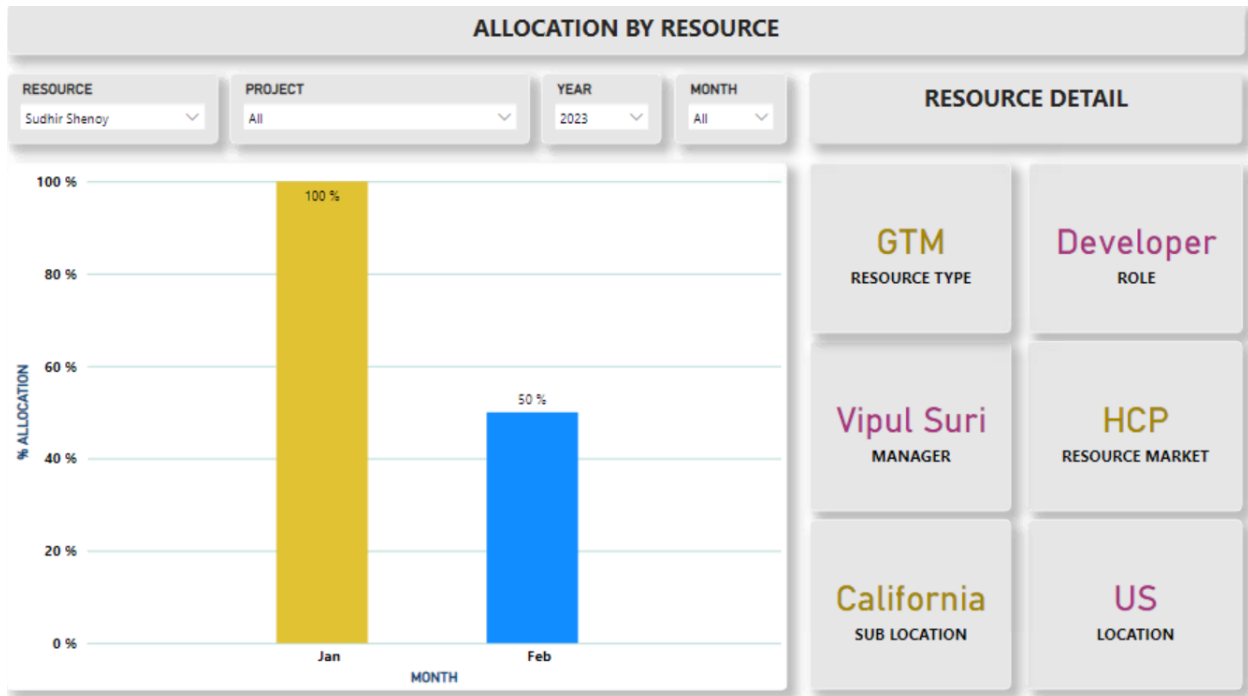 ALLOCATION BY RESOURCE
RESOURCE
Sudhir Shenoy
PROJECT
All
YEAR
2023
MONTH
All
RESOURCE DETAIL
100 %
80 %
60 %
40 %
20 %
0 %
% ALLOCATION
100 %
50 %
Jan
Feb
MONTH
GTM
RESOURCE TYPE
Developer
ROLE
Vipul Suri
MANAGER
HCP
RESOURCE MARKET
California
SUB LOCATION
US
LOCATION